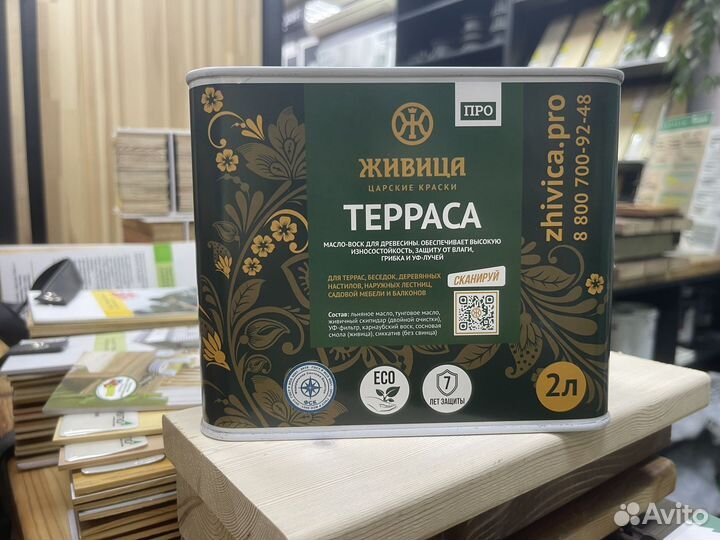 ПРО
Ж
ЖИВИЦА
ЦАРСКИЕ КРАСКИ
ТЕРРАСА
МАСЛО-ВОСК ДЛЯ ДРЕВЕСИНЫ. ОБЕСПЕЧИВАЕТ ВЫСОКУЮ
ИЗНОСОСТОЙКОСТЬ, ЗАЩИТУ ОТ ВЛАГИ,
ГРИБКА И УФ-ЛУЧЕЙ
ДЛЯ ТЕРРАС, БЕСЕДОК, ДЕРЕВЯННЫХ
НАСТИЛОВ, НАРУЖНЫХ ЛЕСТНИЦ,
САДОВОЙ МЕБЕЛИ И БАЛКОНОВ
СКАНИРУЙ
Состав: льняное масло, тунговое масло,
живичный скипидар (двойной очистки),
УФ-фильтр, карнаубский воск, сосновая
смола (живица), сиккатив (без свинца)
ФСК
ECO
7
ЛЕТ ЗАЩИТЫ
2л
zhivica.pro
8 800 700-92-48
Avito